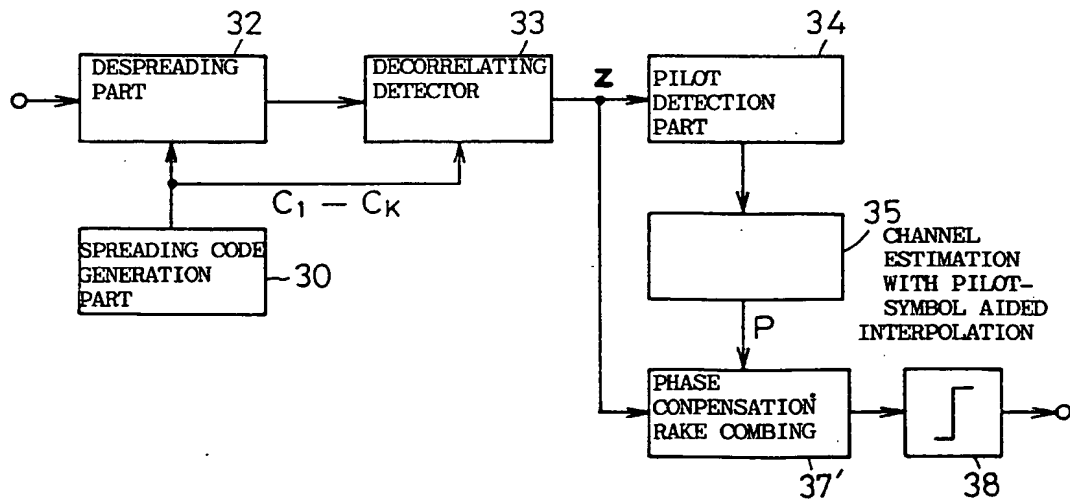 32
DESPREADING
PART
33
DECORRELATING
DETECTOR
Z
34
PILOT
DETECTION
PART
C1 — CK
SPREADING CODE
GENERATION
PART
30
35
CHANNEL
ESTIMATION
WITH PILOT-
SYMBOL AIDED
INTERPOLATION
P
PHASE
CONPENSATION·
RAKE COMBING
37′
38